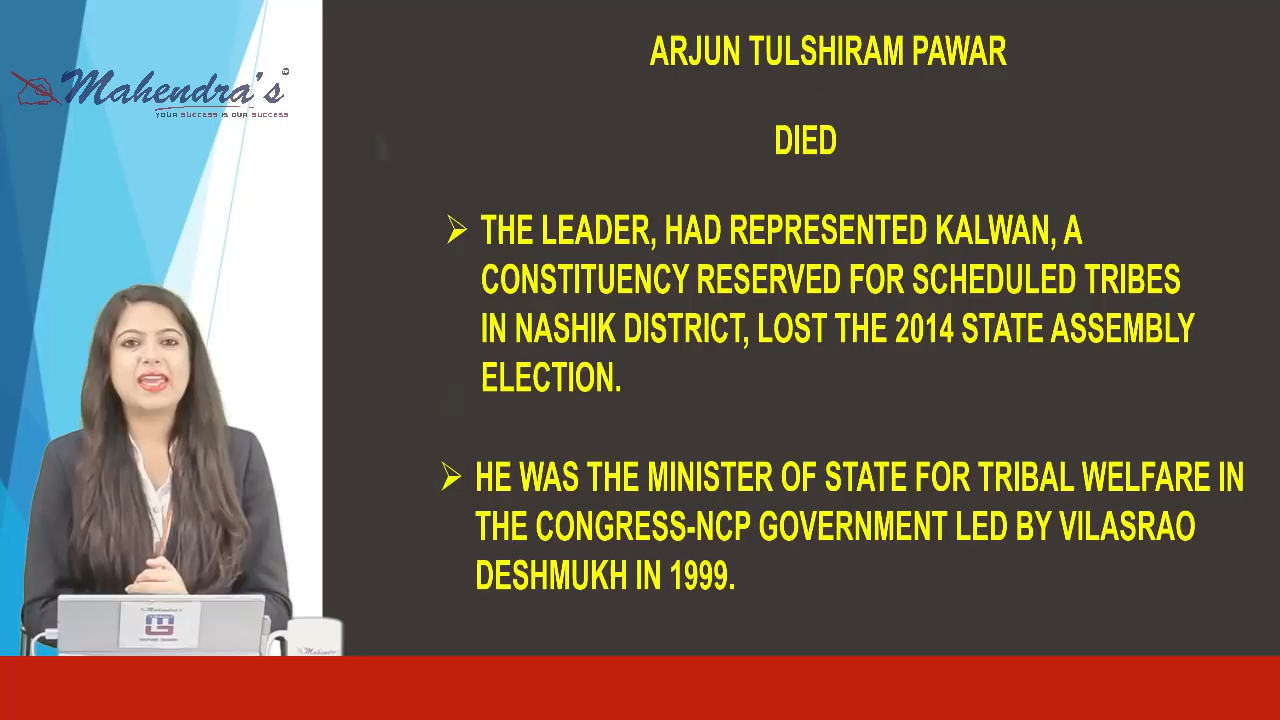 Mahendra's
YOUR SUCCESS IS OUR SUCCESS
ARJUN TULSHIRAM PAWAR
DIED
THE LEADER, HAD REPRESENTED KALWAN, A
CONSTITUENCY RESERVED FOR SCHEDULED TRIBES
IN NASHIK DISTRICT, LOST THE 2014 STATE ASSEMBLY
ELECTION.
HE WAS THE MINISTER OF STATE FOR TRIBAL WELFARE IN
THE CONGRESS-NCP GOVERNMENT LED BY VILASRAO
DESHMUKH IN 1999.
Mahendra's